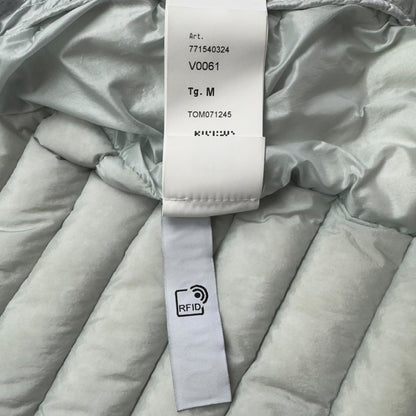 Art.
771540324
V0061
Tg. M
TOM071245
RFID